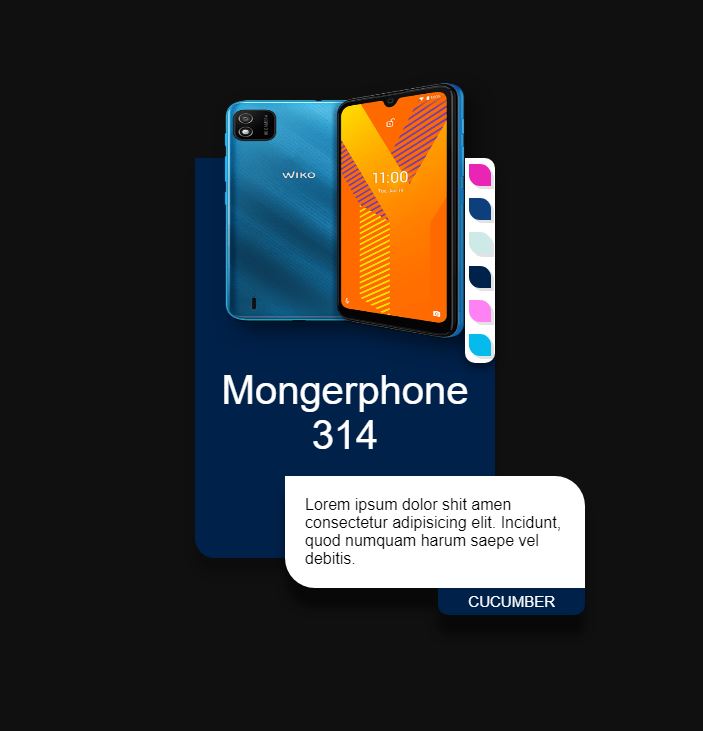 WIKO
11:00
Mongerphone
314
Lorem ipsum dolor shit amen
consectetur adipisicing elit. Incidunt,
quod numquam harum saepe vel
debitis.
CUCUMBER